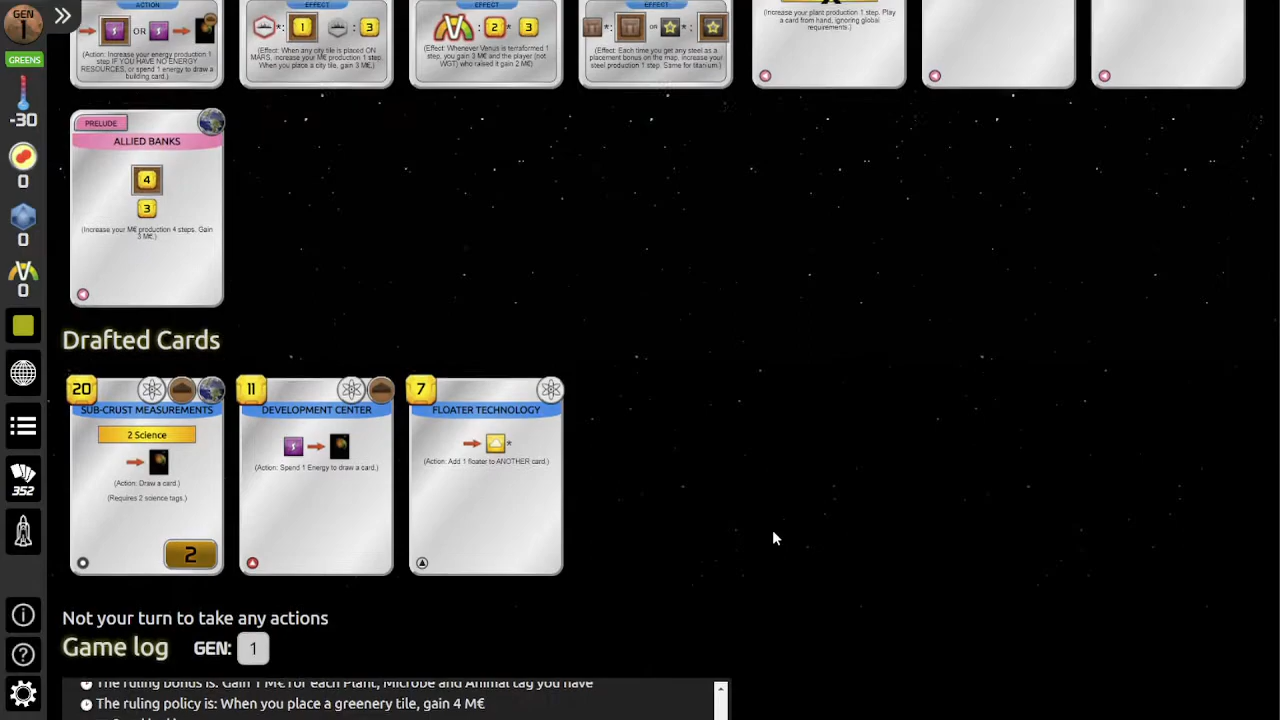 GEN
1
GREENS
-30
0
0
0
352
ACTION
OR
(Action: Increase your energy production 1
step IF YOU HAVE NO ENERGY
RESOURCES, or spend 1 energy to draw a
building card.)
EFFECT
*: 1 3
(Effect: When any city tile is placed ON
MARS, increase your M€ production 1 step.
When you place a city tile, gain 3 M€.)
EFFECT
: 2 * 3
(Effect: Whenever Venus is terraformed 1
step, you gain 3 M€ and the player (not
WGT) who raised it gain 2 M€)
EFFECT
*: OR *:
(Effect: Each time you get any steel as a
placement bonus on the map, increase your
steel production 1 step. Same for titanium.)
(Increase your plant production 1 step. Play
a card from hand, ignoring global
requirements.)
PRELUDE
ALLIED BANKS
4
3
(Increase your M€ production 4 steps. Gain
3 M€.)
Drafted Cards
20
SUB-CRUST MEASUREMENTS
2 Science
(Action: Draw a card.)
(Requires 2 science tags.)
2
11
DEVELOPMENT CENTER
(Action: Spend 1 Energy to draw a card.)
7
FLOATER TECHNOLOGY
*
(Action: Add 1 floater to ANOTHER card.)
Not your turn to take any actions
Game log GEN: 1
The ruling bonus is: Gain 1 M€ for each Plant, Microbe and Animal tag you have
The ruling policy is: When you place a greenery tile, gain 4 M€